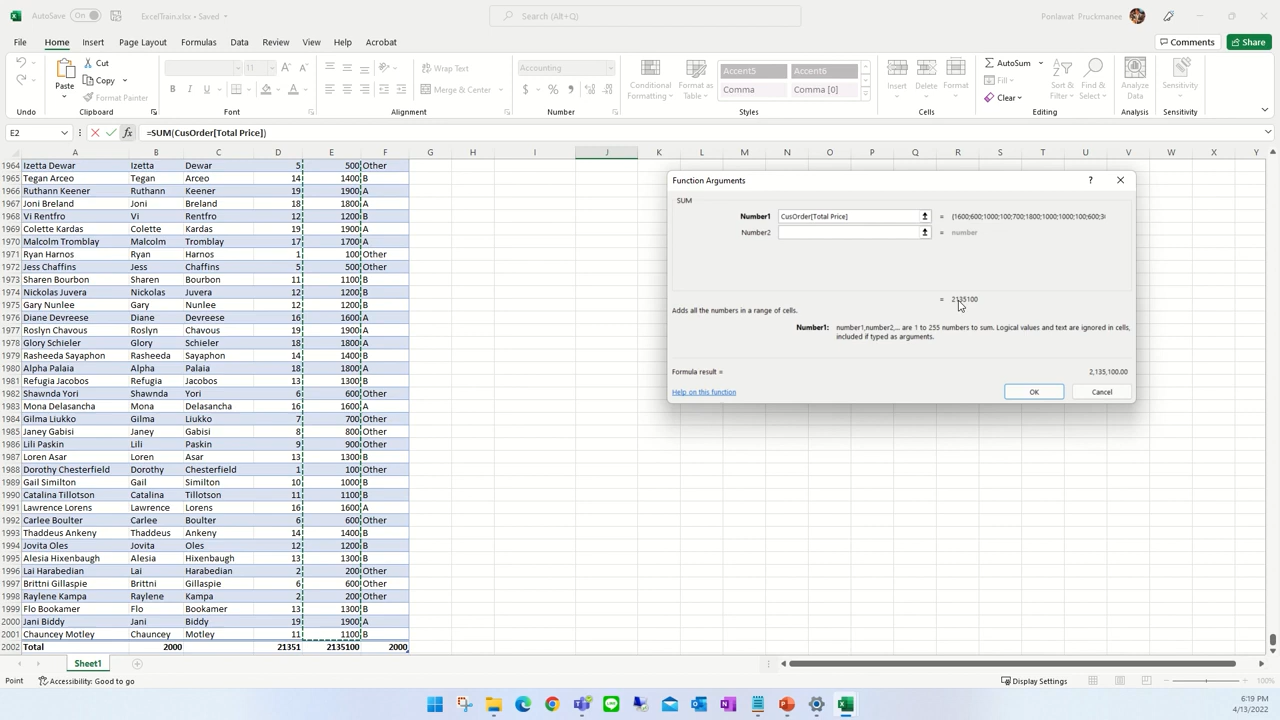 AutoSave On ExcelTrain.xlsx • Saved Search (Alt+Q) Ponlawat Pruckmanee
File Home Insert Page Layout Formulas Data Review View Help Acrobat Comments Share
Cut Copy Format Painter Paste
11 Wrap Text Merge & Center Accounting
Conditional Formatting Format as Table Accent5 Accent6 Comma Comma [0]
Insert Delete Format AutoSum Fill Clear Sort & Filter Find & Select Analyze Data Sensitivity
Undo Clipboard Font Alignment Number Styles Cells Editing Analysis Sensitivity
E2 fx =SUM(CusOrder[Total Price])
A B C D E F G H I J K L M N O P Q R S T U V W X Y
1964 Izetta Dewar Izetta Dewar 5 500 Other
1965 Tegan Arceo Tegan Arceo 14 1400 B
1966 Ruthann Keener Ruthann Keener 19 1900 A
1967 Joni Breland Joni Breland 18 1800 A
1968 Vi Rentfro Vi Rentfro 12 1200 B
1969 Colette Kardas Colette Kardas 19 1900 A
1970 Malcolm Tromblay Malcolm Tromblay 17 1700 A
1971 Ryan Harnos Ryan Harnos 1 100 Other
1972 Jess Chaffins Jess Chaffins 5 500 Other
1973 Sharen Bourbon Sharen Bourbon 11 1100 B
1974 Nickolas Juvera Nickolas Juvera 12 1200 B
1975 Gary Nunlee Gary Nunlee 12 1200 B
1976 Diane Devreese Diane Devreese 16 1600 A
1977 Roslyn Chavous Roslyn Chavous 19 1900 A
1978 Glory Schieler Glory Schieler 18 1800 A
1979 Rasheeda Sayaphon Rasheeda Sayaphon 14 1400 B
1980 Alpha Palaia Alpha Palaia 18 1800 A
1981 Refugia Jacobos Refugia Jacobos 13 1300 B
1982 Shawnda Yori Shawnda Yori 6 600 Other
1983 Mona Delasancha Mona Delasancha 16 1600 A
1984 Gilma Liukko Gilma Liukko 7 700 Other
1985 Janey Gabisi Janey Gabisi 8 800 Other
1986 Lili Paskin Lili Paskin 9 900 Other
1987 Loren Asar Loren Asar 13 1300 B
1988 Dorothy Chesterfield Dorothy Chesterfield 1 100 Other
1989 Gail Similton Gail Similton 10 1000 B
1990 Catalina Tillotson Catalina Tillotson 11 1100 B
1991 Lawrence Lorens Lawrence Lorens 16 1600 A
1992 Carlee Boulter Carlee Boulter 6 600 Other
1993 Thaddeus Ankeny Thaddeus Ankeny 14 1400 B
1994 Jovita Oles Jovita Oles 12 1200 B
1995 Alesia Hixenbaugh Alesia Hixenbaugh 13 1300 B
1996 Lai Harabedian Lai Harabedian 2 200 Other
1997 Brittni Gillaspie Brittni Gillaspie 6 600 Other
1998 Raylene Kampa Raylene Kampa 2 200 Other
1999 Flo Bookamer Flo Bookamer 13 1300 B
2000 Jani Biddy Jani Biddy 19 1900 A
2001 Chauncey Motley Chauncey Motley 11 1100 B
2002 Total 2000 21351 2135100 2000
Function Arguments ?
SUM
Number1 CusOrder[Total Price] = {1600;600;1000;100;700;1800;1000;1000;100;600;3
Number2 = number
= 2135100
Adds all the numbers in a range of cells.
Number1: number1,number2,... are 1 to 255 numbers to sum. Logical values and text are ignored in cells,
included if typed as arguments.
Formula result = 2,135,100.00
Help on this function OK Cancel
Sheet1
Point Accessibility: Good to go Display Settings 100%
6:19 PM
4/13/2022